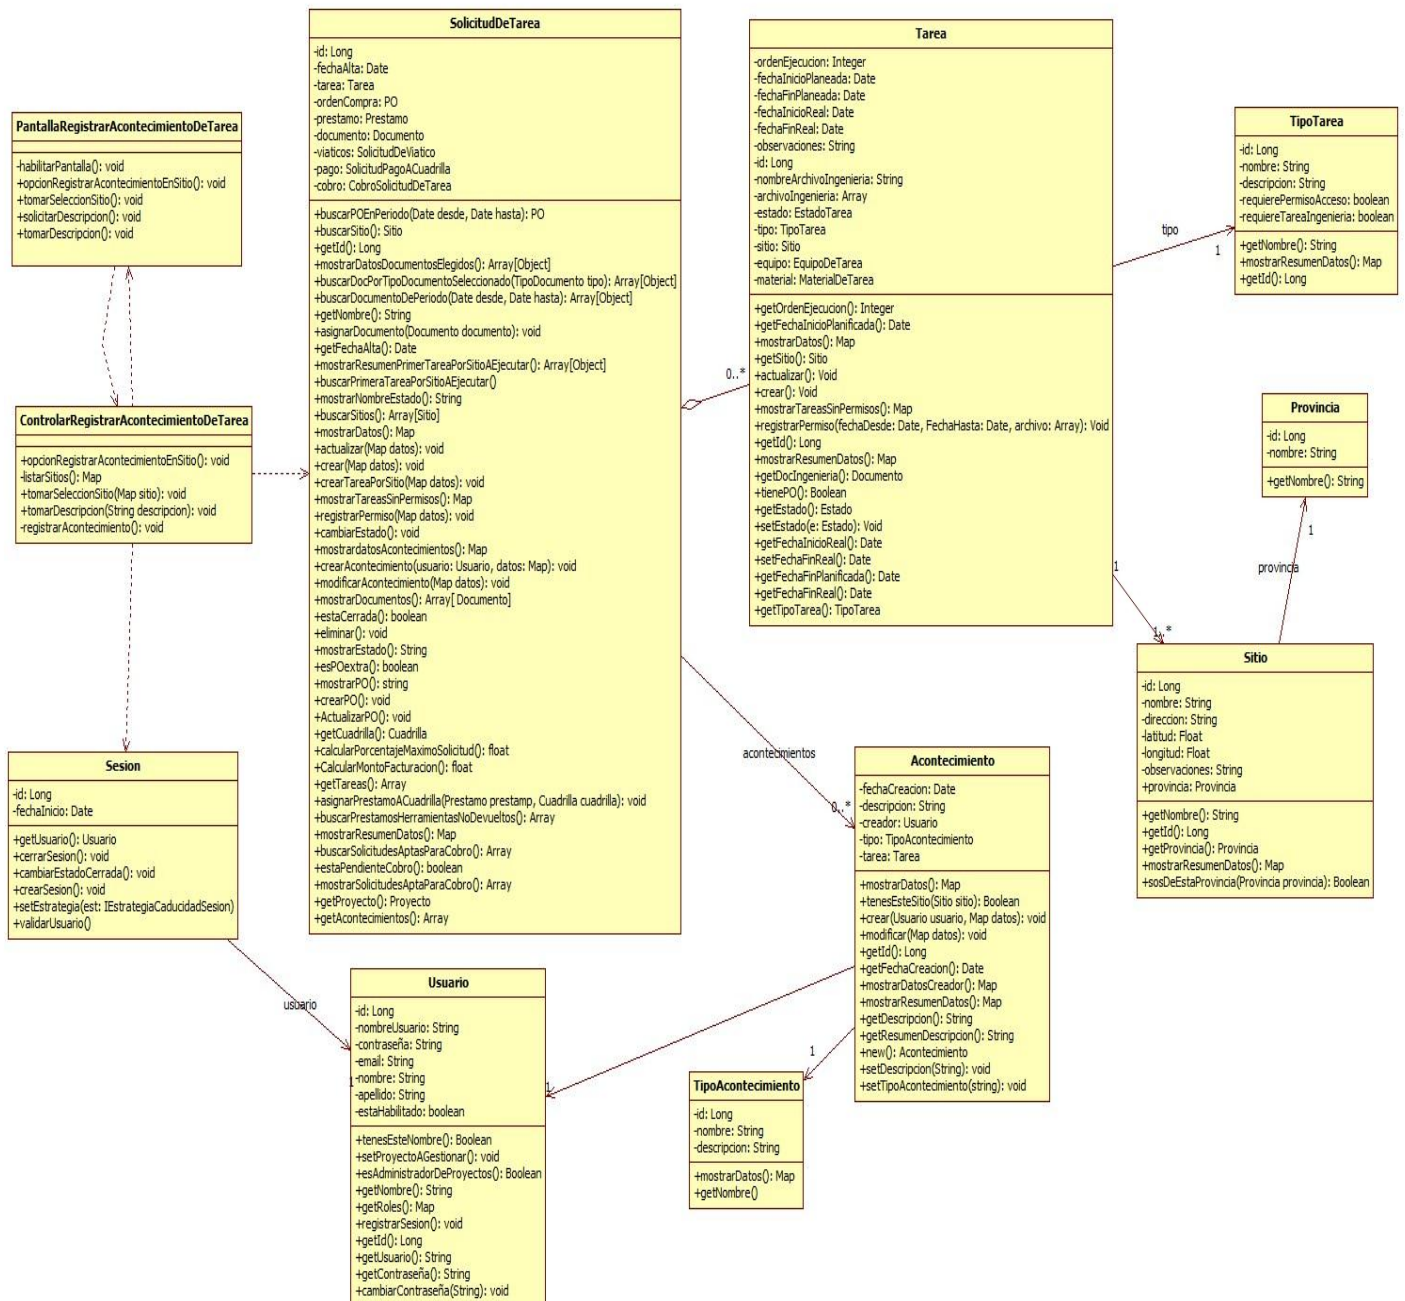 PantallaRegistrarAcontecimientoDeTarea
-habilitarPantalla(): void
+opcionRegistrarAcontecimientoEnSitio(): void
+tomarSeleccionSitio(): void
+solicitarDescripcion(): void
+tomarDescripcion(): void
ControlarRegistrarAcontecimientoDeTarea
+opcionRegistrarAcontecimientoEnSitio(): void
-listarSitios(): Map
+tomarSeleccionSitio(Map sitio): void
+tomarDescripcion(String descripcion): void
-registrarAcontecimiento(): void
Sesion
-id: Long
-fechaInicio: Date
+getUsuario(): Usuario
+cerrarSesion(): void
+cambiarEstadoCerrada(): void
+crearSesion(): void
+setEstrategia(est: IEstrategiaCaducidadSesion)
+validarUsuario()
usuario
1
SolicitudDeTarea
-id: Long
-fechaAlta: Date
-tarea: Tarea
-ordenCompra: PO
-prestamo: Prestamo
-documento: Documento
-viaticos: SolicitudDeViatico
-pago: SolicitudPagoACuadrilla
-cobro: CobroSolicitudDeTarea
+buscarPOEnPeriodo(Date desde, Date hasta): PO
+buscarSitio(): Sitio
+getId(): Long
+mostrarDatosDocumentosElegidos(): Array[Object]
+buscarDocPorTipoDocumentoSeleccionado(TipoDocumento tipo): Array[Object]
+buscarDocumentoDePeriodo(Date desde, Date hasta): Array[Object]
+getNombre(): String
+asignarDocumento(Documento documento): void
+getFechaAlta(): Date
+mostrarResumenPrimerTareaPorSitioAEjecutar(): Array[Object]
+buscarPrimeraTareaPorSitioAEjecutar()
+mostrarNombreEstado(): String
+buscarSitios(): Array[Sitio]
+mostrarDatos(): Map
+actualizar(Map datos): void
+crear(Map datos): void
+crearTareaPorSitio(Map datos): void
+mostrarTareasSinPermisos(): Map
+registrarPermiso(Map datos): void
+cambiarEstado(): void
+mostrardatosAcontecimientos(): Map
+crearAcontecimiento(usuario: Usuario, datos: Map): void
+modificarAcontecimiento(Map datos): void
+mostrarDocumentos(): Array[ Documento]
+estaCerrada(): boolean
+eliminar(): void
+mostrarEstado(): String
+esPOextra(): boolean
+mostrarPO(): string
+crearPO(): void
+ActualizarPO(): void
+getCuadrilla(): Cuadrilla
+calcularPorcentajeMaximoSolicitud(): float
+CalcularMontoFacturacion(): float
+getTareas(): Array
+asignarPrestamoACuadrilla(Prestamo prestamp, Cuadrilla cuadrilla): void
+buscarPrestamosHerramientasNoDevueltos(): Array
+mostrarResumenDatos(): Map
+buscarSolicitudesAptasParaCobro(): Array
+estaPendienteCobro(): boolean
+mostrarSolicitudesAptaParaCobro(): Array
+getProyecto(): Proyecto
+getAcontecimientos(): Array
0..*
acontecimientos
0..*
Tarea
-ordenEjecucion: Integer
-fechaInicioPlaneada: Date
-fechaFinPlaneada: Date
-fechaInicioReal: Date
-fechaFinReal: Date
-observaciones: String
-id: Long
-nombreArchivoIngenieria: String
-archivoIngenieria: Array
-estado: EstadoTarea
-tipo: TipoTarea
-sitio: Sitio
-equipo: EquipoDeTarea
-material: MaterialDeTarea
+getOrdenEjecucion(): Integer
+getFechaInicioPlanificada(): Date
+mostrarDatos(): Map
+getSitio(): Sitio
+actualizar(): Void
+crear(): Void
+mostrarTareasSinPermisos(): Map
+registrarPermiso(fechaDesde: Date, FechaHasta: Date, archivo: Array): Void
+getId(): Long
+mostrarResumenDatos(): Map
+getDocIngenieria(): Documento
+tienePO(): Boolean
+getEstado(): Estado
+setEstado(e: Estado): Void
+getFechaInicioReal(): Date
+setFechaFinReal(): Date
+getFechaFinPlanificada(): Date
+getFechaFinReal(): Date
+getTipoTarea(): TipoTarea
tipo
1
TipoTarea
-id: Long
-nombre: String
-descripcion: String
-requierePermisoAcceso: boolean
-requiereTareaIngenieria: boolean
+getNombre(): String
+mostrarResumenDatos(): Map
+getId(): Long
Provincia
-id: Long
-nombre: String
+getNombre(): String
1
provincia
1
1..*
Sitio
-id: Long
-nombre: String
-direccion: String
-latitud: Float
-longitud: Float
-observaciones: String
+provincia: Provincia
+getNombre(): String
+getId(): Long
+getProvincia(): Provincia
+mostrarResumenDatos(): Map
+sosDeEstaProvincia(Provincia provincia): Boolean
Acontecimiento
-fechaCreacion: Date
-descripcion: String
-creador: Usuario
-tipo: TipoAcontecimiento
-tarea: Tarea
+mostrarDatos(): Map
+tenesEsteSitio(Sitio sitio): Boolean
+crear(Usuario usuario, Map datos): void
+modificar(Map datos): void
+getId(): Long
+getFechaCreacion(): Date
+mostrarDatosCreador(): Map
+mostrarResumenDatos(): Map
+getDescripcion(): String
+getResumenDescripcion(): String
+new(): Acontecimiento
+setDescripcion(String): void
+setTipoAcontecimiento(string): void
1
1
TipoAcontecimiento
-id: Long
-nombre: String
-descripcion: String
+mostrarDatos(): Map
+getNombre()
Usuario
-id: Long
-nombreUsuario: String
-contraseña: String
-email: String
-nombre: String
-apellido: String
-estaHabilitado: boolean
+tenesEsteNombre(): Boolean
+setProyectoAGestionar(): void
+esAdministradorDeProyectos(): Boolean
+getNombre(): String
+getRoles(): Map
+registrarSesion(): void
+getId(): Long
+getUsuario(): String
+getContraseña(): String
+cambiarContraseña(String): void